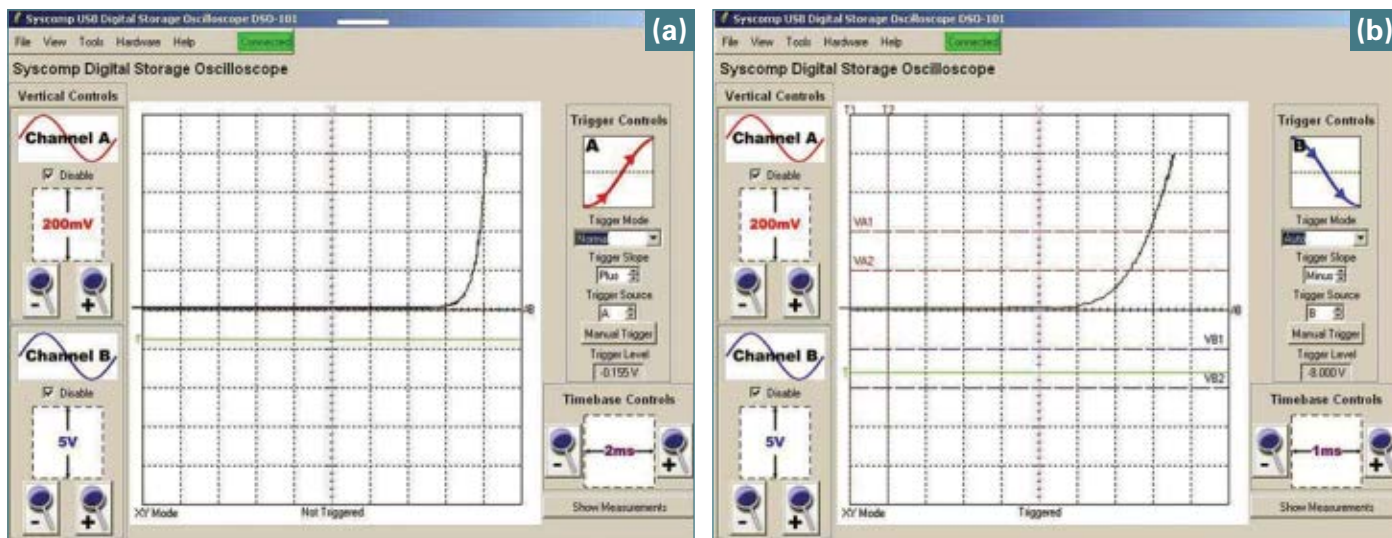 Syscomp USB Digital Storage Oscilloscope DSO-101
(a)
File View Tools Hardware Help Connected
Syscomp Digital Storage Oscilloscope
Vertical Controls
Channel A
Disable
200mV
- +
Channel B
Disable
5V
- +
T
/B
XY Mode
Not Triggered
Trigger Controls
A
Trigger Mode
Normal
Trigger Slope
Plus
Trigger Source
A
Manual Trigger
Trigger Level
-0.155 V
Timebase Controls
- 2ms +
Show Measurements
Syscomp USB Digital Storage Oscilloscope DSO-101
(b)
File View Tools Hardware Help Connected
Syscomp Digital Storage Oscilloscope
Vertical Controls
Channel A
Disable
200mV
- +
Channel B
Disable
5V
- +
T1 T2
VA1
VA2
VB1
T
VB2
XY Mode
Triggered
Trigger Controls
B
Trigger Mode
Auto
Trigger Slope
Minus
Trigger Source
B
Manual Trigger
Trigger Level
-8.000 V
Timebase Controls
- 1ms +
Show Measurements